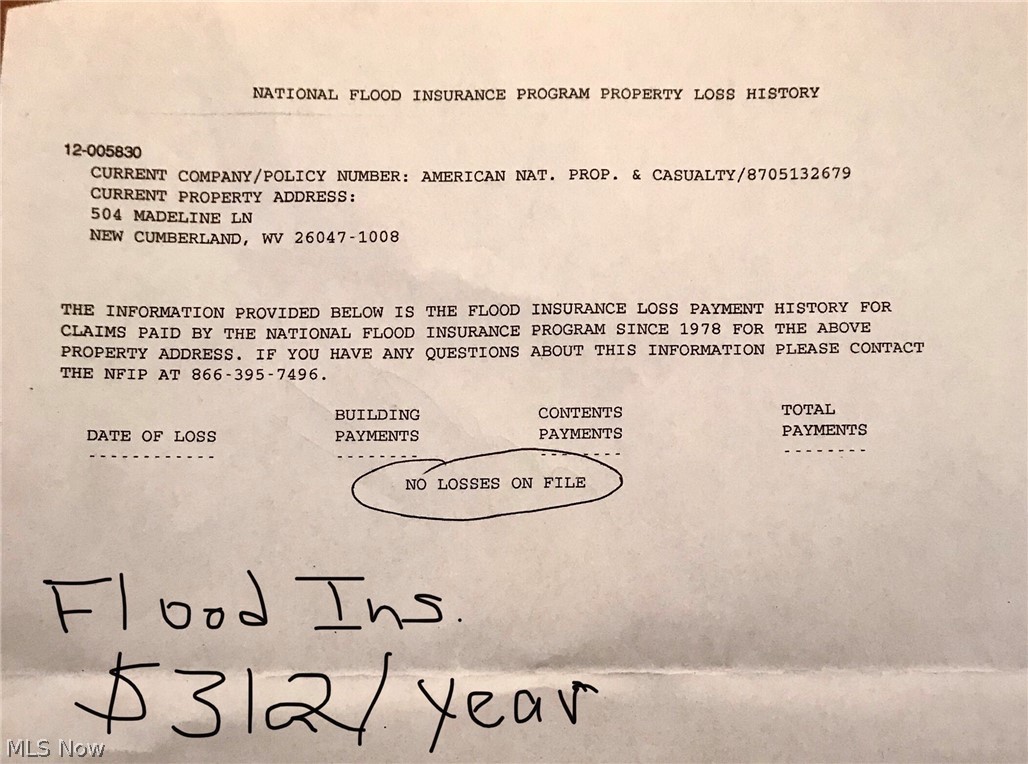 NATIONAL FLOOD INSURANCE PROGRAM PROPERTY LOSS HISTORY
12-005830
CURRENT COMPANY/POLICY NUMBER: AMERICAN NAT. PROP. & CASUALTY/8705132679
CURRENT PROPERTY ADDRESS:
504 MADELINE LN
NEW CUMBERLAND, WV 26047-1008
THE INFORMATION PROVIDED BELOW IS THE FLOOD INSURANCE LOSS PAYMENT HISTORY FOR
CLAIMS PAID BY THE NATIONAL FLOOD INSURANCE PROGRAM SINCE 1978 FOR THE ABOVE
PROPERTY ADDRESS. IF YOU HAVE ANY QUESTIONS ABOUT THIS INFORMATION PLEASE CONTACT
THE NFIP AT 866-395-7496.
BUILDING CONTENTS TOTAL
DATE OF LOSS PAYMENTS PAYMENTS PAYMENTS
------------ -------- -------- --------
NO LOSSES ON FILE
Flood Ins.
$312/year
MLS Now